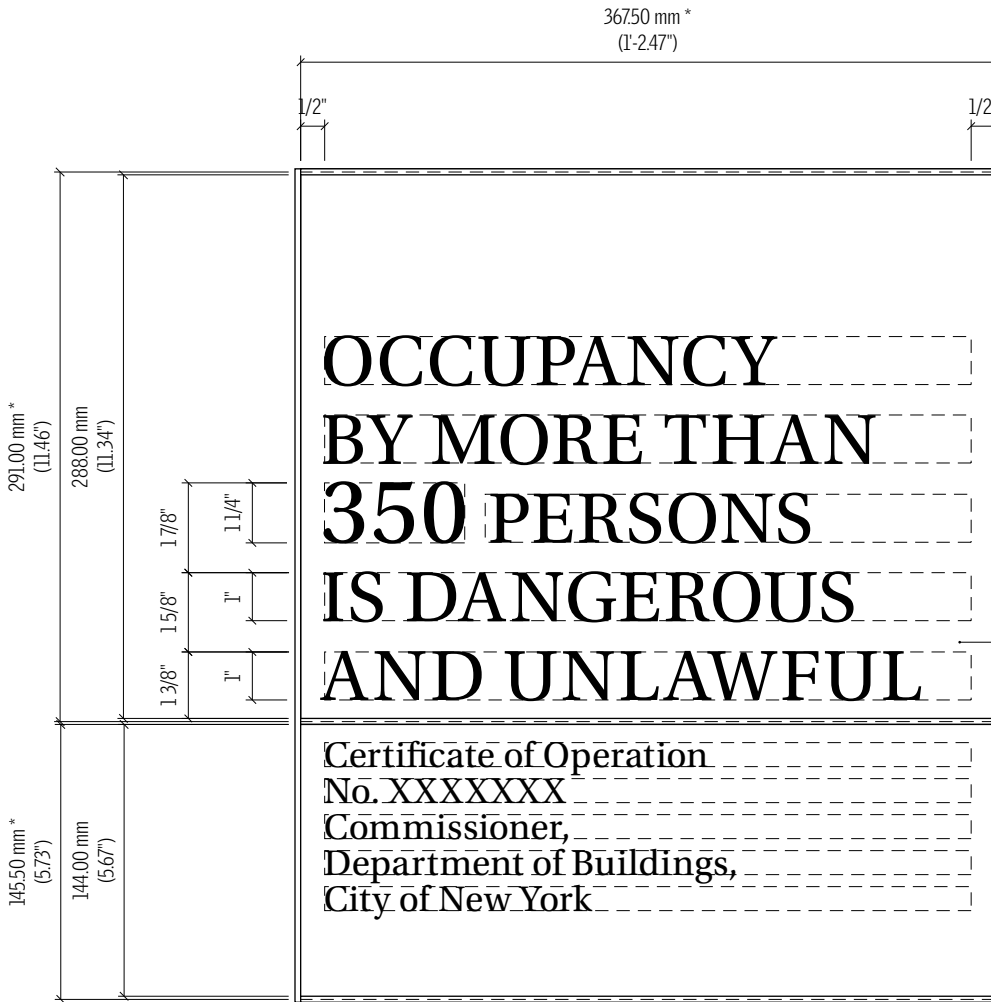 367.50 mm *
(1'-2.47")
1/2"
1/2
OCCUPANCY
BY MORE THAN
350 PERSONS
IS DANGEROUS
AND UNLAWFUL
291.00 mm *
(11.46")
288.00 mm
(11.34")
1 7/8"
1 1/4"
1 5/8"
1"
1 3/8"
1"
Certificate of Operation
No. XXXXXXX
Commissioner,
Department of Buildings,
City of New York
145.50 mm *
(5.73")
144.00 mm
(5.67")